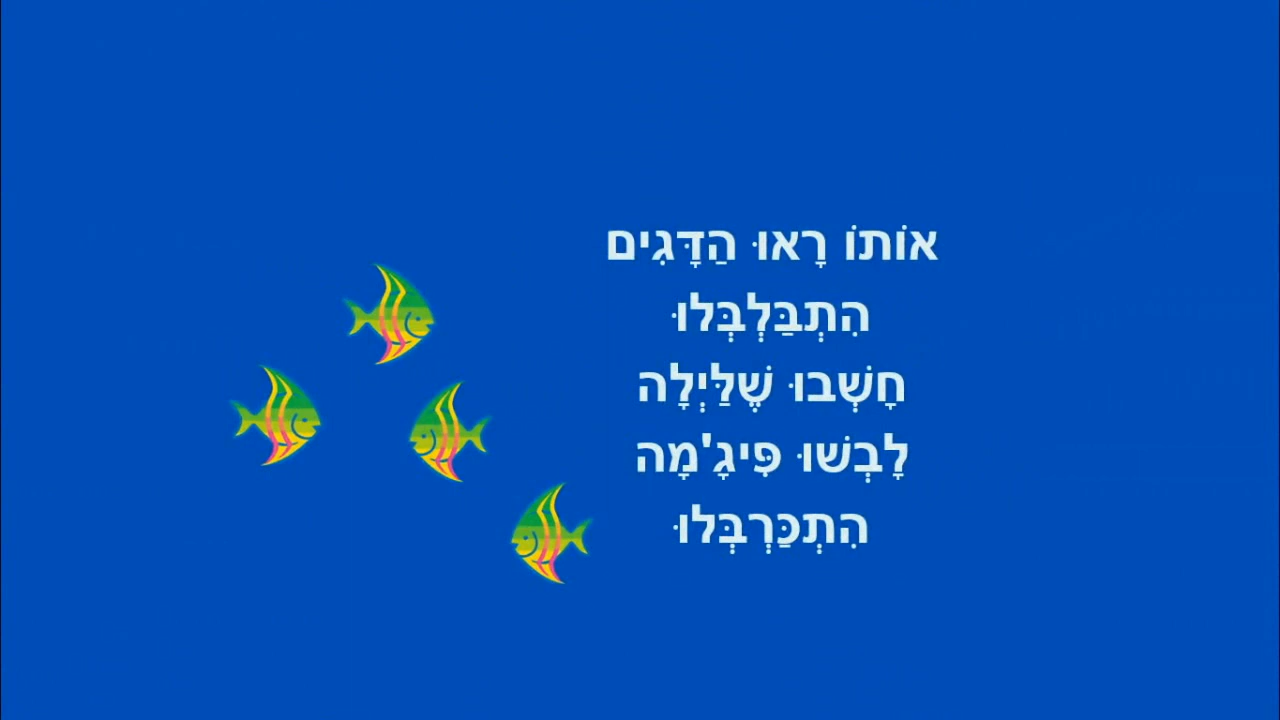 אוֹתוֹ רָאוּ הַדָּגִים
הִתְבַּלְבְּלוּ
חָשְׁבוּ שֶׁלַּיְלָה
לָבְשׁוּ פִּיגָ'מָה
הִתְכַּרְבְּלוּ